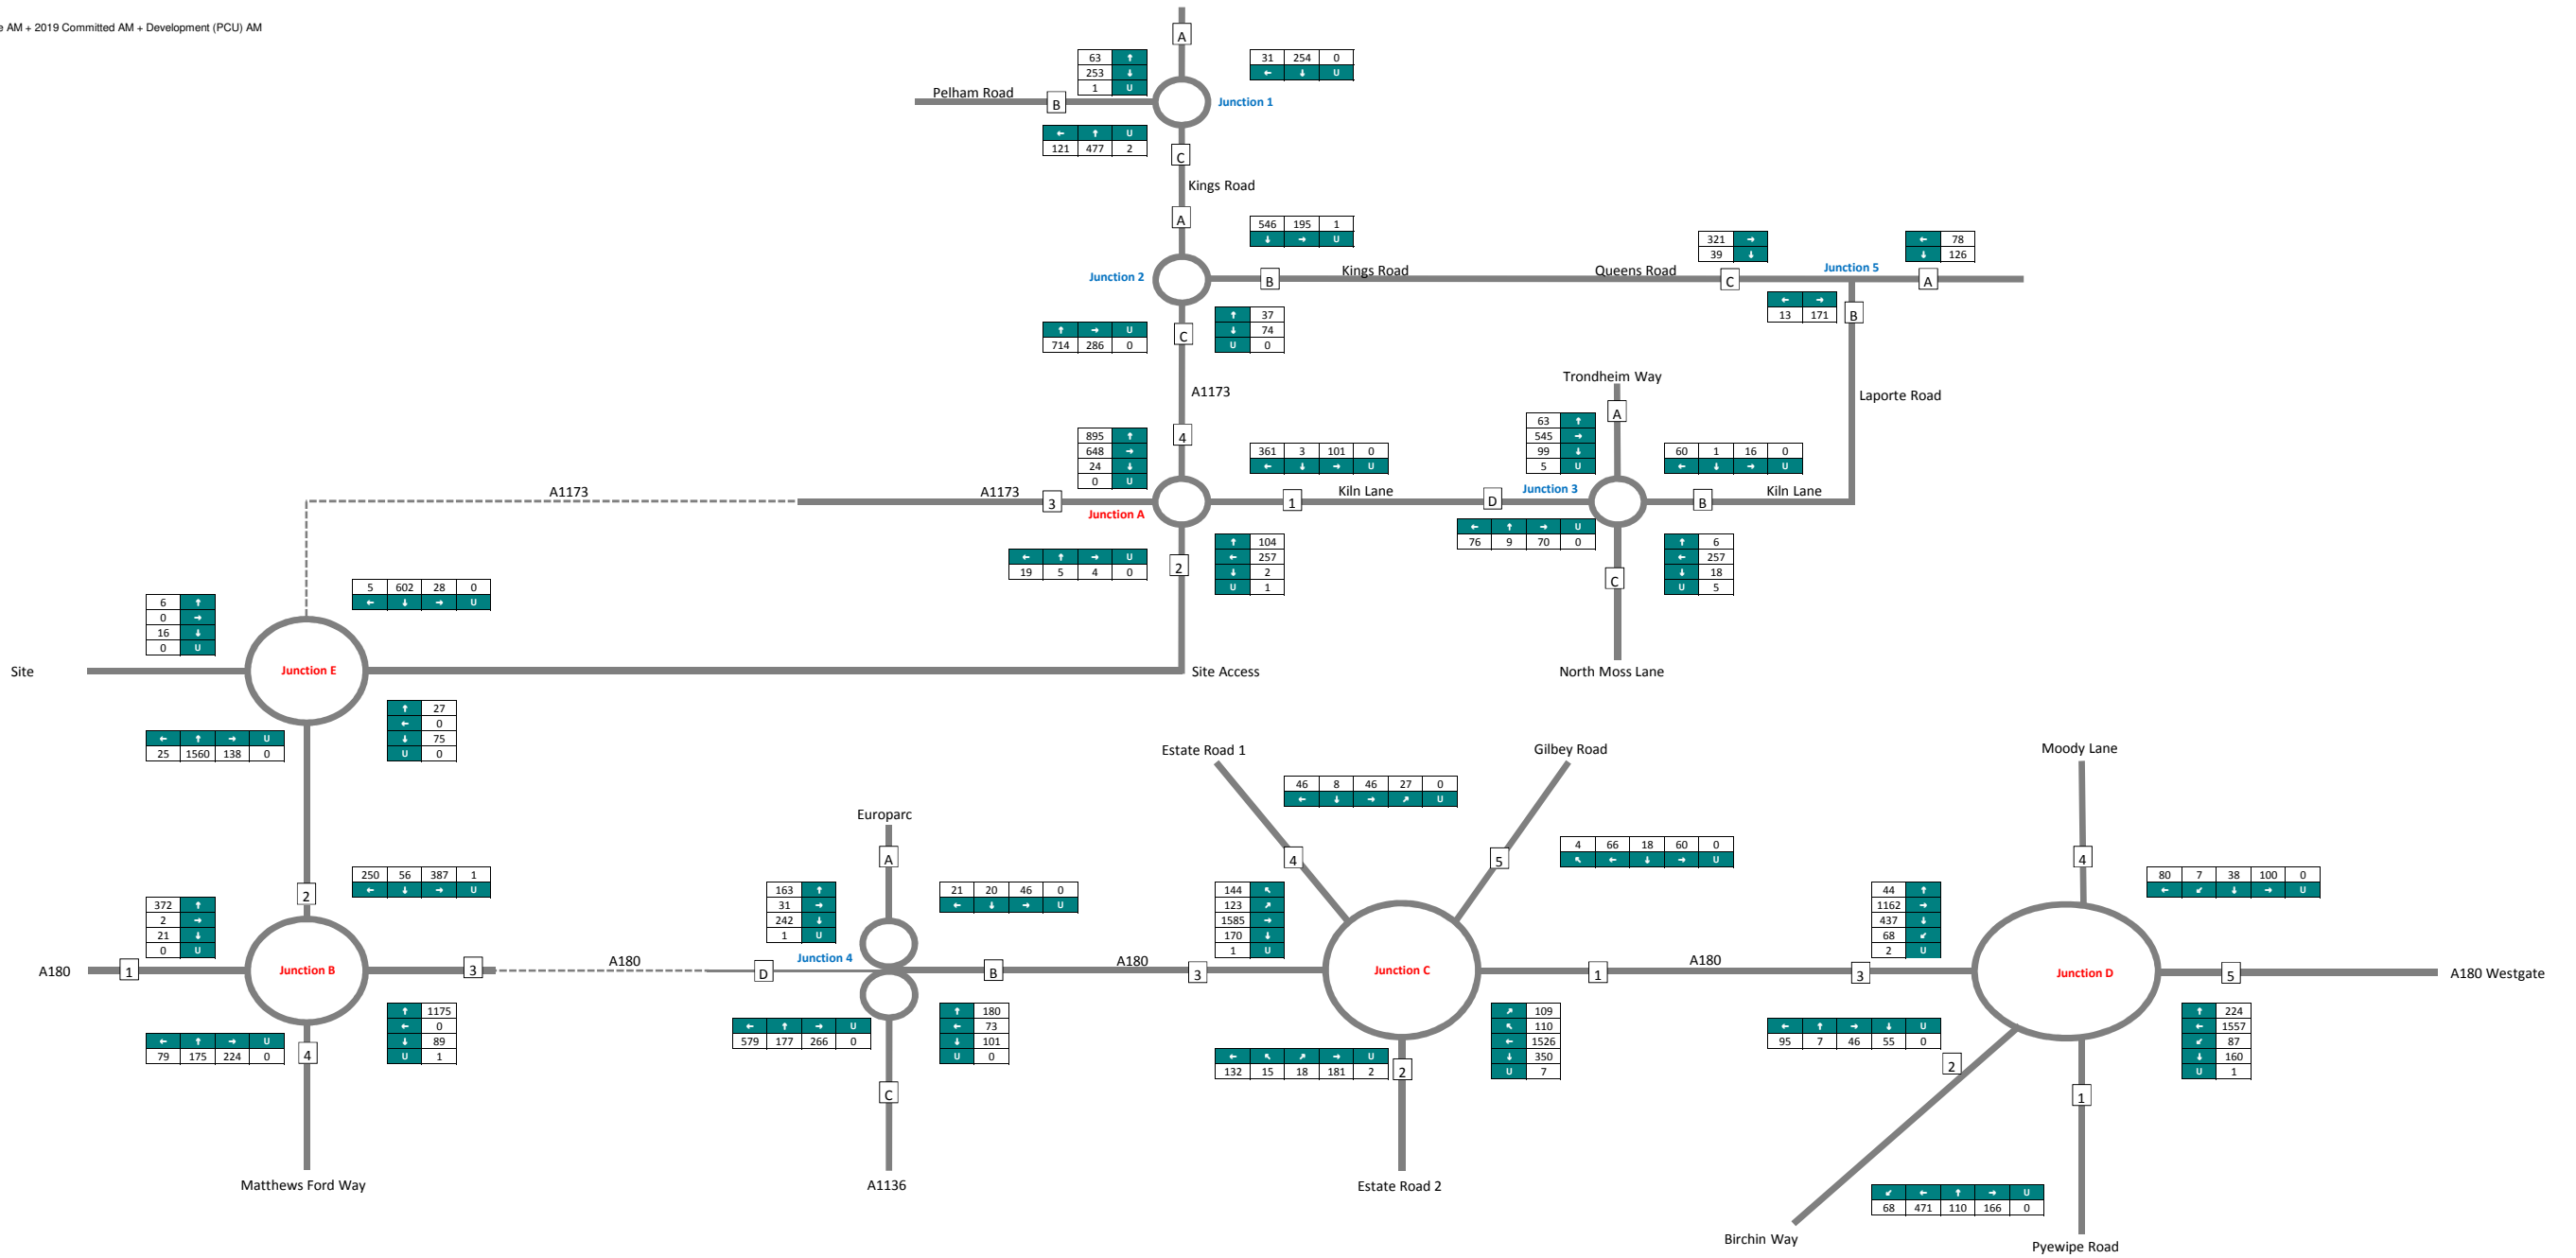 e AM + 2019 Committed AM + Development (PCU) AM
A
63 ↑
253 ↓
1 U
31 254 0
← ↓ U
Pelham Road
B
Junction 1
← ↑ U
121 477 2
C
Kings Road
A
546 195 1
↓ → U
321 →
39 ↓
← 78
↓ 126
Junction 2
B
Kings Road
Queens Road
C
Junction 5
A
← →
13 171
B
↑ → U
714 286 0
C
↑ 37
↓ 74
U 0
A1173
Trondheim Way
A
Laporte Road
4
895 ↑
648 →
24 ↓
0 U
361 3 101 0
← ↓ → U
63 ↑
545 →
99 ↓
5 U
60 1 16 0
← ↓ → U
A1173
A1173
3
Junction A
1
Kiln Lane
D
Junction 3
B
Kiln Lane
← ↑ → U
76 9 70 0
← ↑ → U
19 5 4 0
2
↑ 104
← 257
↓ 2
U 1
C
↑ 6
← 257
↓ 18
U 5
6 ↑
0 →
16 ↓
0 U
5 602 28 0
← ↓ → U
Site
Junction E
Site Access
North Moss Lane
← ↑ → U
25 1560 138 0
↑ 27
← 0
↓ 75
U 0
Estate Road 1
Gilbey Road
Moody Lane
46 8 46 27 0
← ↓ → ↗ U
Europarc
A
4
5
4 66 18 60 0
↖ ← ↓ → U
4
80 7 38 100 0
← ↙ ↓ → U
2
250 56 387 1
← ↓ → U
372 ↑
2 →
21 ↓
0 U
163 ↑
31 →
242 ↓
1 U
21 20 46 0
← ↓ → U
144 ↖
123 ↗
1585 →
170 ↓
1 U
44 ↑
1162 →
437 ↓
68 ↙
2 U
A180
1
Junction B
3
A180
D
Junction 4
B
A180
3
Junction C
1
A180
3
Junction D
5
A180 Westgate
← ↑ → U
79 175 224 0
4
↑ 1175
← 0
↓ 89
U 1
← ↑ → U
579 177 266 0
↑ 180
← 73
↓ 101
U 0
C
← ↖ ↗ → U
132 15 18 181 2
2
↗ 109
↖ 110
← 1526
↓ 350
U 7
← ↑ → ↓ U
95 7 46 55 0
2
1
↑ 224
← 1557
↙ 87
↓ 160
U 1
Matthews Ford Way
A1136
Estate Road 2
↙ ← ↑ → U
68 471 110 166 0
Birchin Way
Pyewipe Road